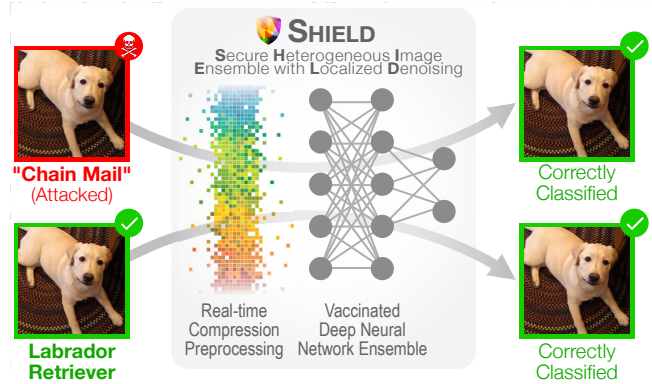 SHIELD
Secure Heterogeneous Image
Ensemble with Localized Denoising
"Chain Mail"
(Attacked)
Labrador
Retriever
Real-time
Compression
Preprocessing
Vaccinated
Deep Neural
Network Ensemble
Correctly
Classified
Correctly
Classified